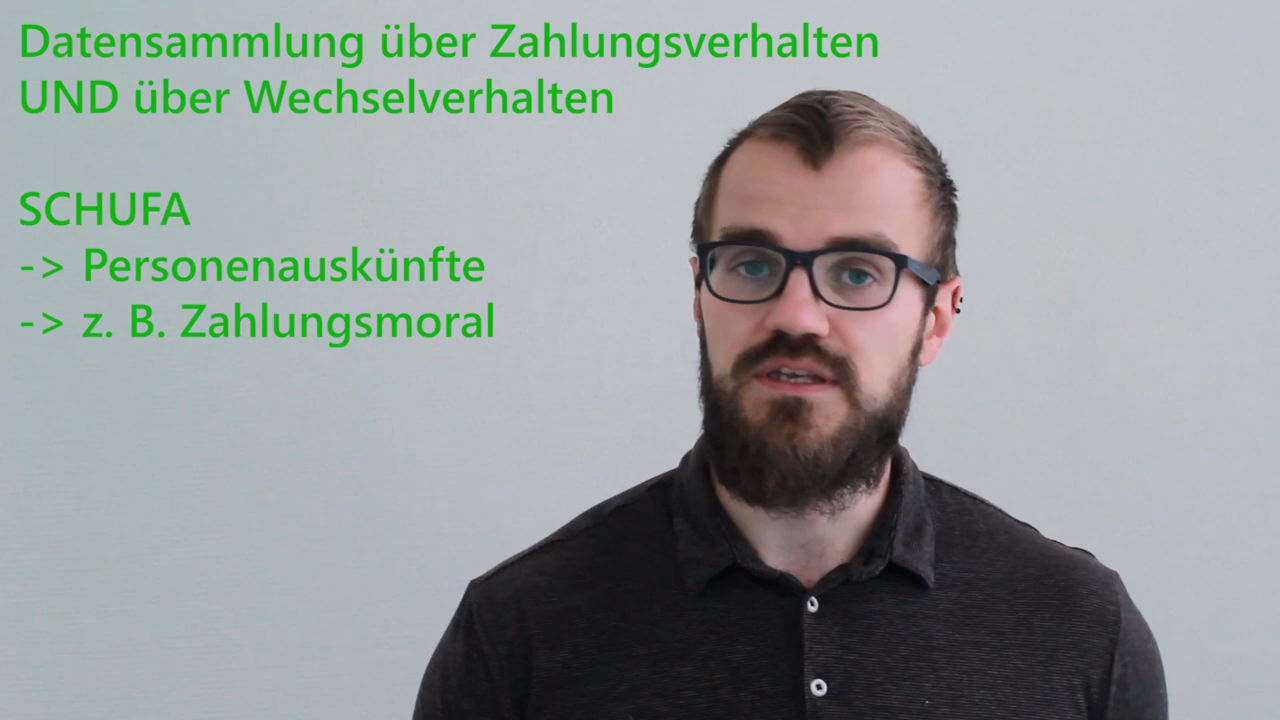 Datensammlung über Zahlungsverhalten
UND über Wechselverhalten
SCHUFA
-> Personenauskünfte
-> z. B. Zahlungsmoral